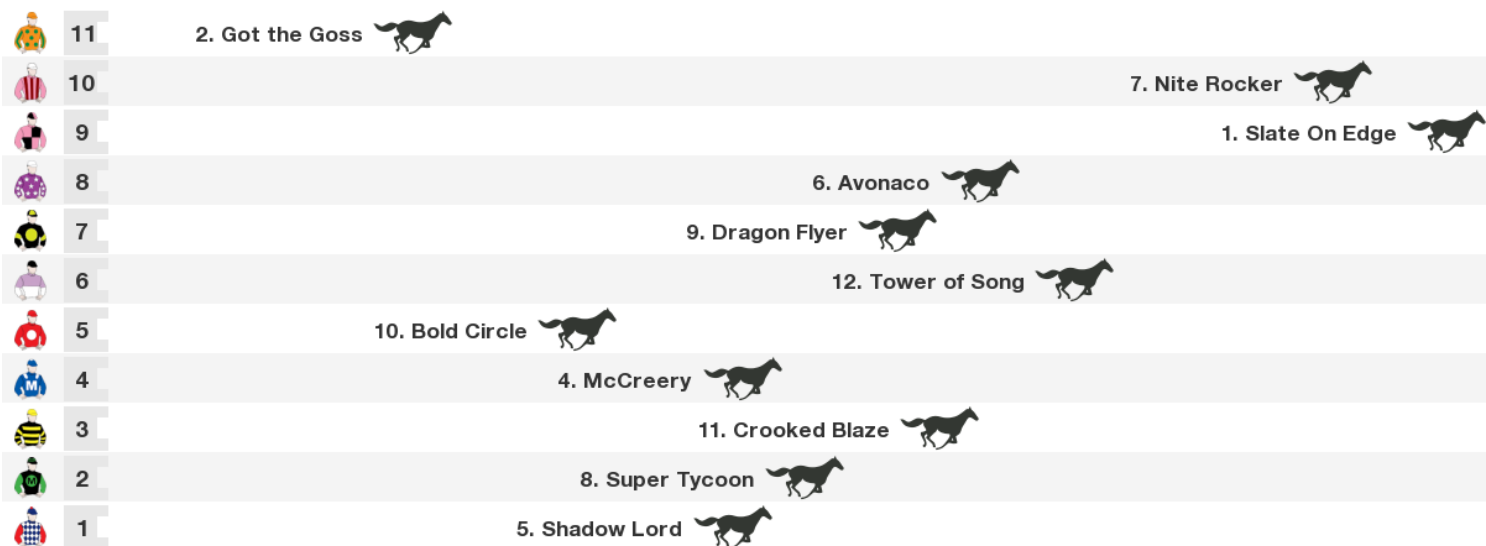 11 2. Got the Goss
10 7. Nite Rocker
9 1. Slate On Edge
8 6. Avonaco
7 9. Dragon Flyer
6 12. Tower of Song
5 10. Bold Circle
M 4 4. McCreery
3 11. Crooked Blaze
M 2 8. Super Tycoon
1 5. Shadow Lord